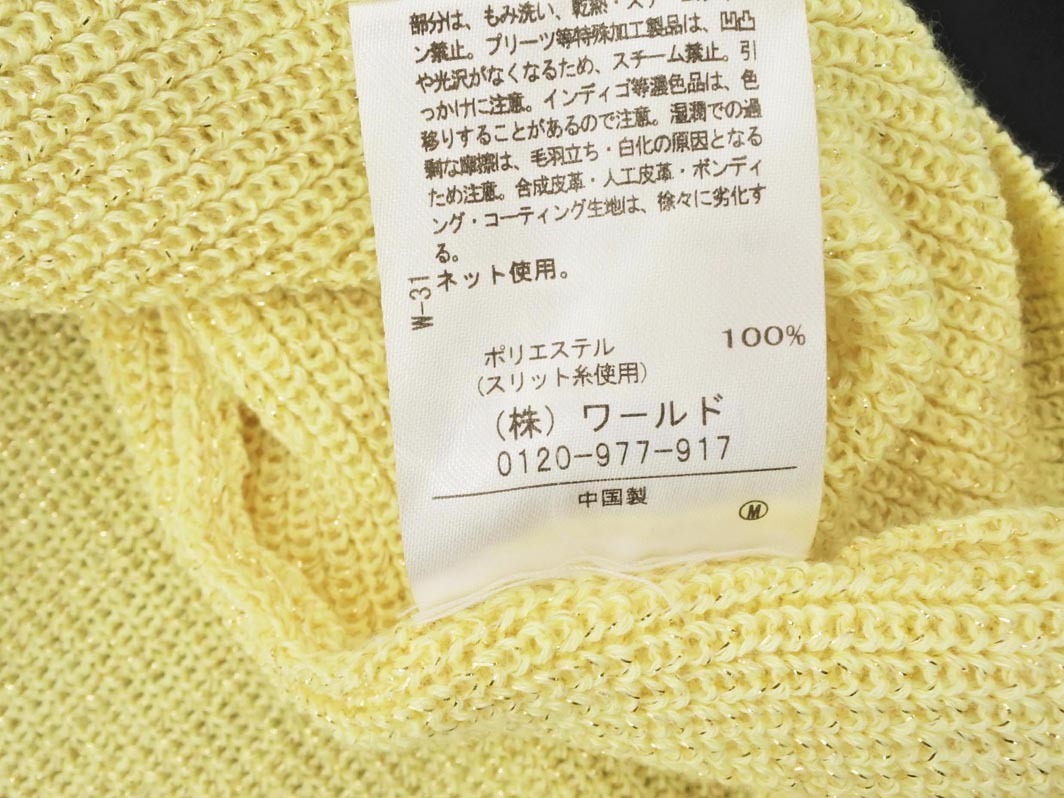 部分は、もみ洗い、乾熱・スチームアイロ
ン禁止。プリーツ等特殊加工製品は、凹凸
や光沢がなくなるため、スチーム禁止。引
っかけに注意。インディゴ等濃色品は、色
移りすることがあるので注意。湿潤での過
剰な摩擦は、毛羽立ち・白化の原因となる
ため注意。合成皮革・人工皮革・ボンディ
ング・コーティング生地は、徐々に劣化す
る。
ネット使用。
W-31
ポリエステル 100%
(スリット糸使用)
(株) ワールド
0120-977-917
中国製
M